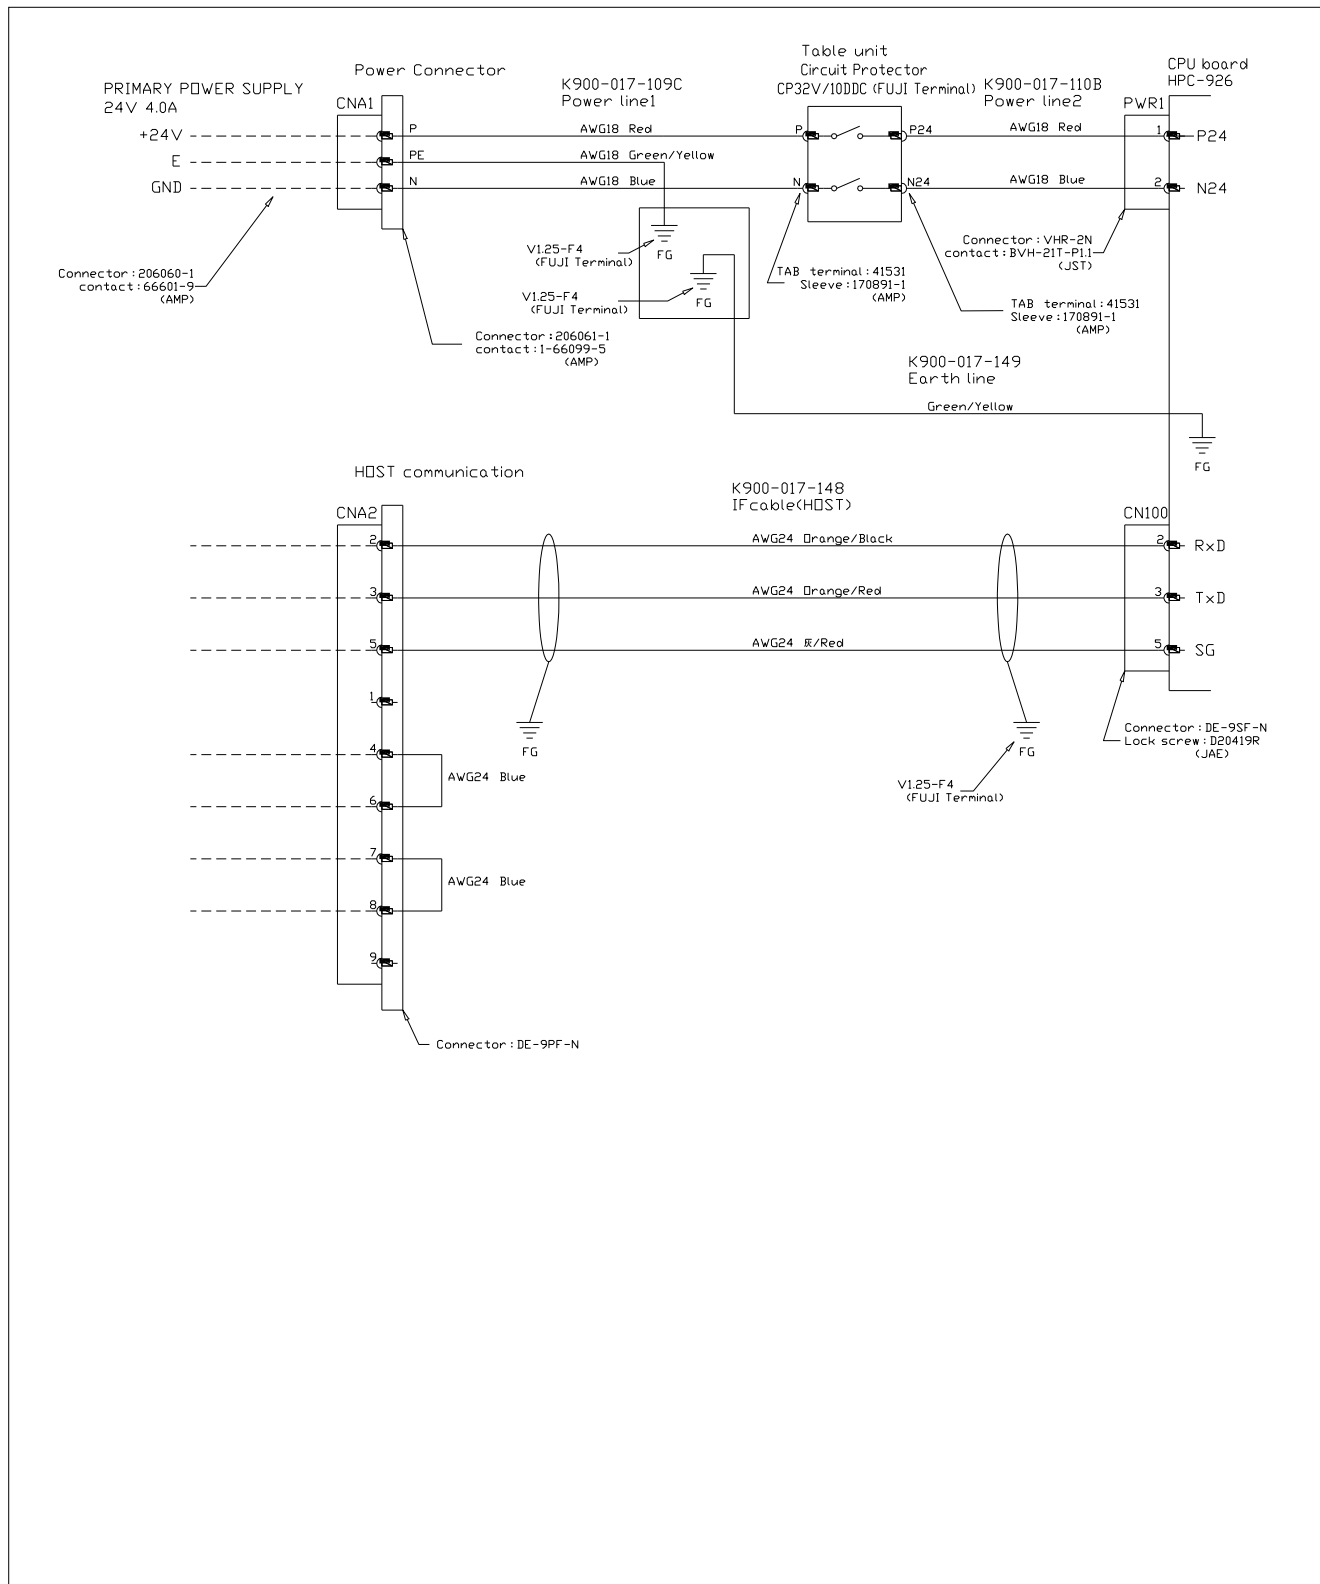 Table unit
Circuit Protector
CP32V/10DDC (FUJI Terminal)
CPU board
HPC-926
Power Connector
PRIMARY POWER SUPPLY
24V 4.0A
K900-017-109C
Power line1
K900-017-110B
Power line2
CNA1
PWR1
+24V
P
AWG18 Red
P
P24
AWG18 Red
1
P24
E
PE
AWG18 Green/Yellow
GND
N
AWG18 Blue
N
N24
AWG18 Blue
2
N24
V1.25-F4
(FUJI Terminal)
FG
V1.25-F4
(FUJI Terminal)
FG
Connector:VHR-2N
contact:BVH-21T-P1.1
(JST)
Connector:206060-1
contact:66601-9
(AMP)
TAB terminal:41531
Sleeve:170891-1
(AMP)
TAB terminal:41531
Sleeve:170891-1
(AMP)
Connector:206061-1
contact:1-66099-5
(AMP)
K900-017-149
Earth line
Green/Yellow
FG
HOST communication
K900-017-148
IFcable(HOST)
CNA2
CN100
2
AWG24 Orange/Black
2
RxD
3
AWG24 Orange/Red
3
TxD
5
AWG24 灰/Red
5
SG
1
FG
FG
Connector:DE-9SF-N
Lock screw:D20419R
(JAE)
4
AWG24 Blue
6
V1.25-F4
(FUJI Terminal)
7
AWG24 Blue
8
9
Connector:DE-9PF-N